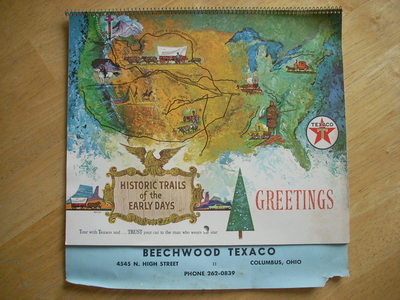 TEXACO
HISTORIC TRAILS
of the
EARLY DAYS
GREETINGS
Tour with Texaco and . . . TRUST your car to the man who wears the star
BEECHWOOD TEXACO
4545 N. HIGH STREET COLUMBUS, OHIO
PHONE 262-0839